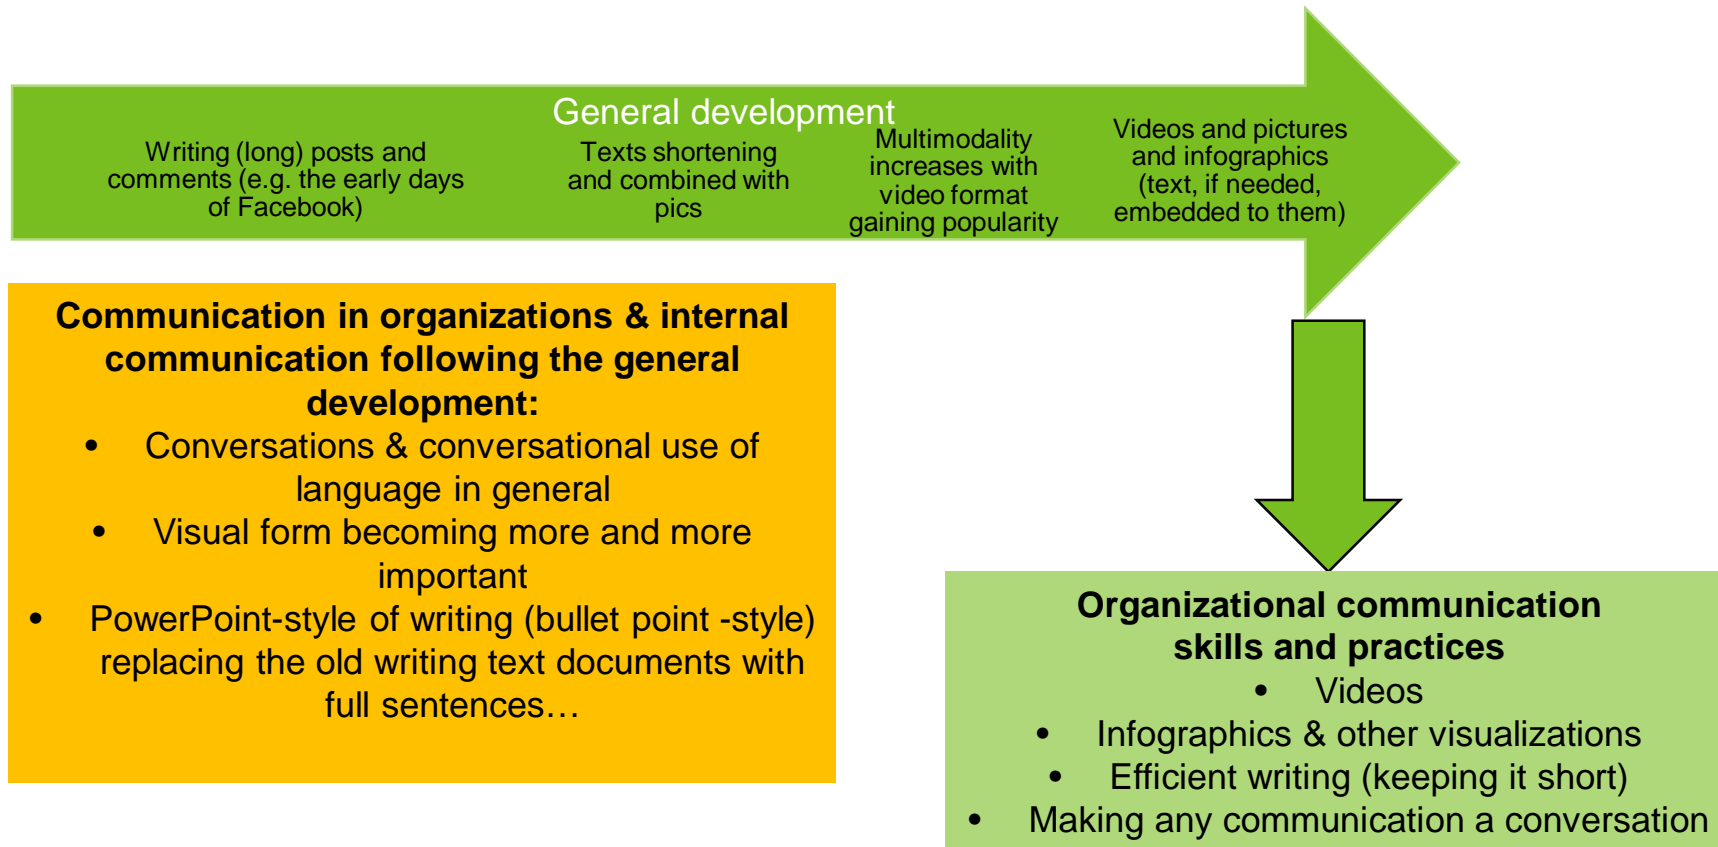 General development
Writing (long) posts and
comments (e.g. the early days
of Facebook)
Texts shortening
and combined with
pics
Multimodality
increases with
video format
gaining popularity
Videos and pictures
and infographics
(text, if needed,
embedded to them)
Communication in organizations & internal
communication following the general
development:
• Conversations & conversational use of
language in general
• Visual form becoming more and more
important
• PowerPoint-style of writing (bullet point -style)
replacing the old writing text documents with
full sentences…
Organizational communication
skills and practices
• Videos
• Infographics & other visualizations
• Efficient writing (keeping it short)
• Making any communication a conversation